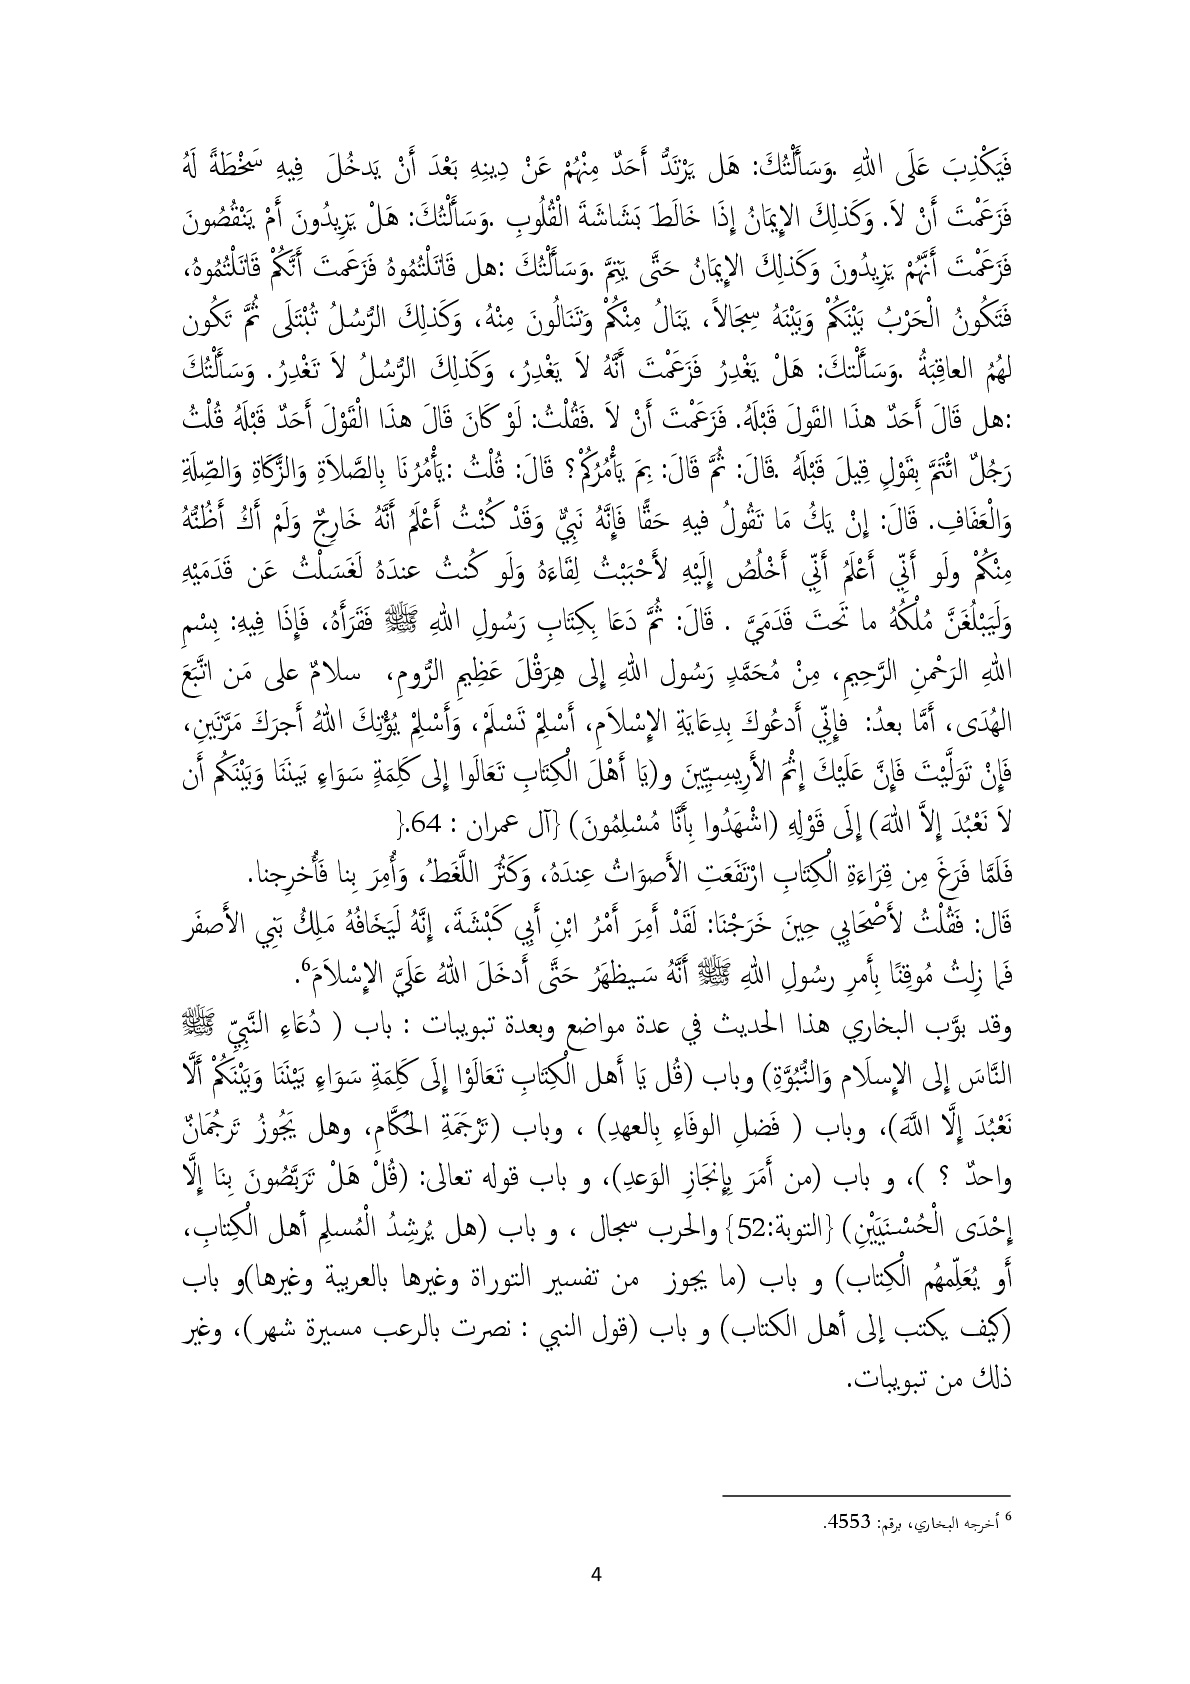 فَيَكْذِبَ عَلَى اللهِ .وَسَأَلْتُكَ: هَل يَرْتَدُّ أَحَدٌ مِنْهُمْ عَنْ دِينِهِ بَعْدَ أَنْ يَدخُلَ فِيهِ سَخْطَةً لَهُ
فَزَعَمْتَ أَنْ لاَ. وَكَذلِكَ الإِيمَانُ إِذَا خَالَطَ بَشَاشَةَ الْقُلُوبِ .وَسَأَلْتُكَ: هَلْ يَزِيدُونَ أَمْ يَنْقُصُونَ
فَزَعَمْتَ أَنَّهُمْ يَزِيدُونَ وَكَذلِكَ الإِيمَانُ حَتَّى يَتِمَّ .وَسَأَلْتُكَ :هل قَاتَلْتُمُوهُ فَزَعَمتَ أَنَّكُمْ قَاتَلْتُمُوهُ،
فَتَكُونُ الْحَرْبُ بَيْنَكُمْ وَبَيْنَهُ سِجَالاً، يَنَالُ مِنْكُمْ وَتَنَالُونَ مِنْهُ، وَكَذلِكَ الرُّسُلُ تُبْتَلَى ثُمَّ تَكُون
لهُمُ العاقِبَةُ .وَسَأَلْتكَ: هَلْ يَغْدِرُ فَزَعَمْتَ أَنَّهُ لاَ يَغْدِرُ، وَكَذلِكَ الرُّسُلُ لاَ تَغْدِرُ. وَسَأَلْتُكَ
:هل قَالَ أَحَدٌ هذَا القَولَ قَبْلَهُ. فَزَعَمْتَ أَنْ لاَ .فَقُلْتُ: لَوْ كَانَ قَالَ هذَا الْقَوْلَ أَحَدٌ قَبْلَهُ قُلْتُ
رَجُلٌ ائْتَمَّ بِقَوْلٍ قِيلَ قَبْلَهُ .قَالَ: ثُمَّ قَالَ: بِمَ يَأْمُرُكُمْ؟ قَالَ: قُلْتُ :يَأْمُرُنَا بِالصَّلاَةِ وَالزَّكَاةِ وَالصِّلَةِ
وَالْعَفَافِ. قَالَ: إِنْ يَكُ مَا تَقُولُ فيهِ حَقًّا فَإِنَّهُ نَبِيٌّ وَقَدْ كُنْتُ أَعْلَمُ أَنَّهُ خَارِجٌ وَلَمْ أَكُ أَظُنُّهُ
مِنْكُمْ ولَو أَنِّي أَعْلَمُ أَنِّي أَخْلُصُ إِلَيْهِ لأَحْبَبْتُ لِقَاءَهُ وَلَو كُنتُ عندَهُ لَغَسَلتُ عَن قَدَمَيْهِ
وَلَيَبْلُغَنَّ مُلْكُهُ ما تَحتَ قَدَمَيَّ . قَالَ: ثُمَّ دَعَا بِكِتَابِ رَسُولِ اللهِ ﷺ فَقَرَأَهُ، فَإِذَا فِيهِ: بِسْمِ
اللهِ الرَحْمنِ الرَّحِيمِ، مِنْ مُحَمَّدٍ رَسُول اللهِ إِلى هِرَقْلَ عَظِيمِ الرُّومِ، سلامٌ على مَن اتَّبَعَ
الهُدَى، أَمَّا بعدُ: فإِنِّي أَدعُوكَ بِدِعَايَةِ الإِسْلاَمِ، أَسْلِمْ تَسْلَمْ، وَأَسْلِمْ يُؤْتِكَ اللهُ أَجرَكَ مَرَّتَينِ،
فَإِنْ تَوَلَّيْتَ فَإِنَّ عَلَيْكَ إِثْمَ الأَرِيسِيِّينَ و(يَا أَهْلَ الْكِتَابِ تَعَالَوا إِلى كَلِمَةٍ سَوَاءٍ بَيننَا وَبَيْنَكُم أَن
لاَ نَعْبُدَ إِلاَّ اللهَ) إِلَى قَوْلِهِ (اشْهَدُوا بِأَنَّا مُسْلِمُونَ) {آل عمران : 64.{
فَلَمَّا فَرَغَ مِن قِرَاءَةِ الْكِتَابِ ارْتَفَعَتِ الأَصوَاتُ عِندَهُ، وَكَثُرَ اللَّغَطُ، وَأُمِرَ بِنا فَأُخرِجنا.
قَال: فَقُلْتُ لأَصْحَابِي حِينَ خَرَجْنَا: لَقَدْ أَمِرَ أَمْرُ ابْنِ أَبِي كَبْشَةَ، إِنَّهُ لَيَخَافُهُ مَلِكُ بَنِي الأَصفَر
فَما زِلتُ مُوقِنًا بِأَمرِ رسُولِ اللهِ ﷺ أَنَّهُ سَيظهَرُ حَتَّى أَدخَلَ اللهُ عَلَيَّ الإِسْلاَمَ6.
وقد بوَّب البخاري هذا الحديث في عدة مواضع وبعدة تبويبات : باب ( دُعَاءِ النَّبِيِّ ﷺ
النَّاسَ إِلى الإِسلَام وَالنُّبُوَّةِ) وباب (قُل يَا أَهل الْكِتَابِ تَعَالَوْا إِلَى كَلِمَةٍ سَوَاءٍ بَيْنَنَا وَبَيْنَكُمْ أَلَّا
نَعْبُدَ إِلَّا اللَّهَ)، وباب ( فَضلِ الوفَاءِ بِالعهدِ) ، وباب (تَرْجَمَةِ الحُكَّامِ، وهل يَجُوزُ تَرجُمَانٌ
واحدٌ ؟ )، و باب (من أَمَرَ بِإِنجَازِ الوَعدِ)، و باب قوله تعالى: (قُلْ هَلْ تَرَبَّصُونَ بِنَا إِلَّا
إِحْدَى الْحُسْنَيَيْنِ) {التوبة:52} والحرب سجال ، و باب (هل يُرشِدُ الْمُسلِم أهل الْكِتابِ،
أَو يُعَلِّمهُم الْكِتَاب) و باب (ما يجوز من تفسير التوراة وغيرها بالعربية وغيرها)و باب
(كيف يكتب إلى أهل الكتاب) و باب (قول النبي : نصرت بالرعب مسيرة شهر)، وغير
ذلك من تبويبات.
6 أخرجه البخاري، برقم: 4553.
4